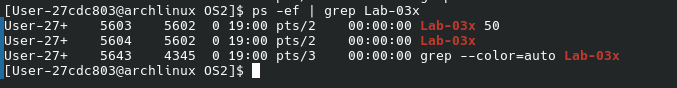 [User-27cdc803@archlinux OS2]$ ps -ef | grep Lab-03x
User-27+    5603    5602  0 19:00 pts/2    00:00:00 Lab-03x 50
User-27+    5604    5602  0 19:00 pts/2    00:00:00 Lab-03x
User-27+    5643    4345  0 19:00 pts/3    00:00:00 grep --color=auto Lab-03x
[User-27cdc803@archlinux OS2]$